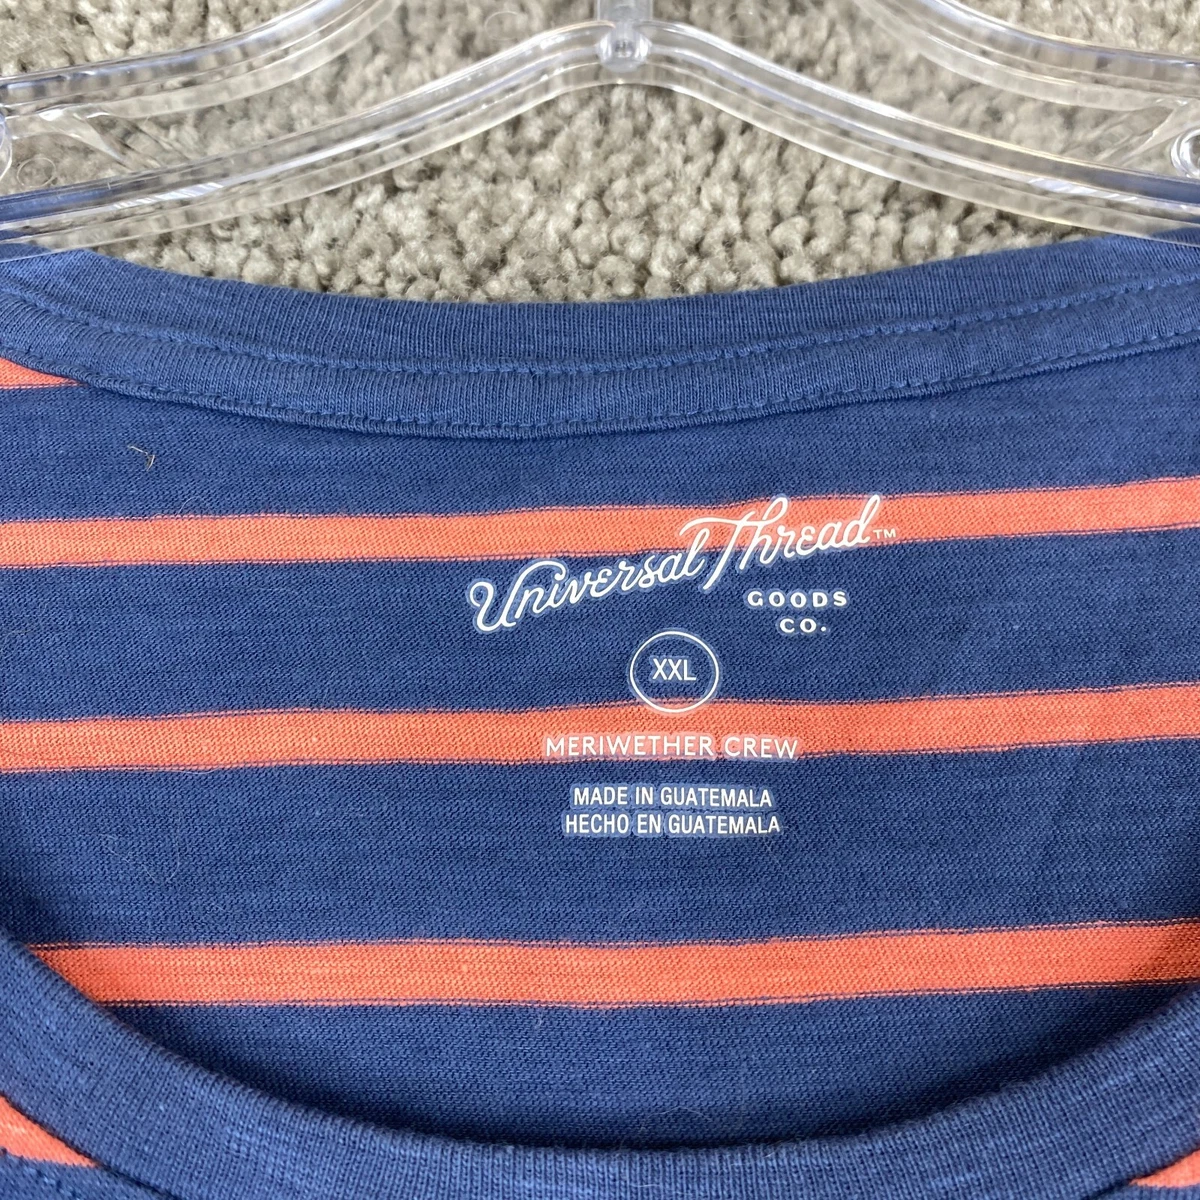 Universal Thread™
GOODS
CO.
XXL
MERIWETHER CREW
MADE IN GUATEMALA
HECHO EN GUATEMALA